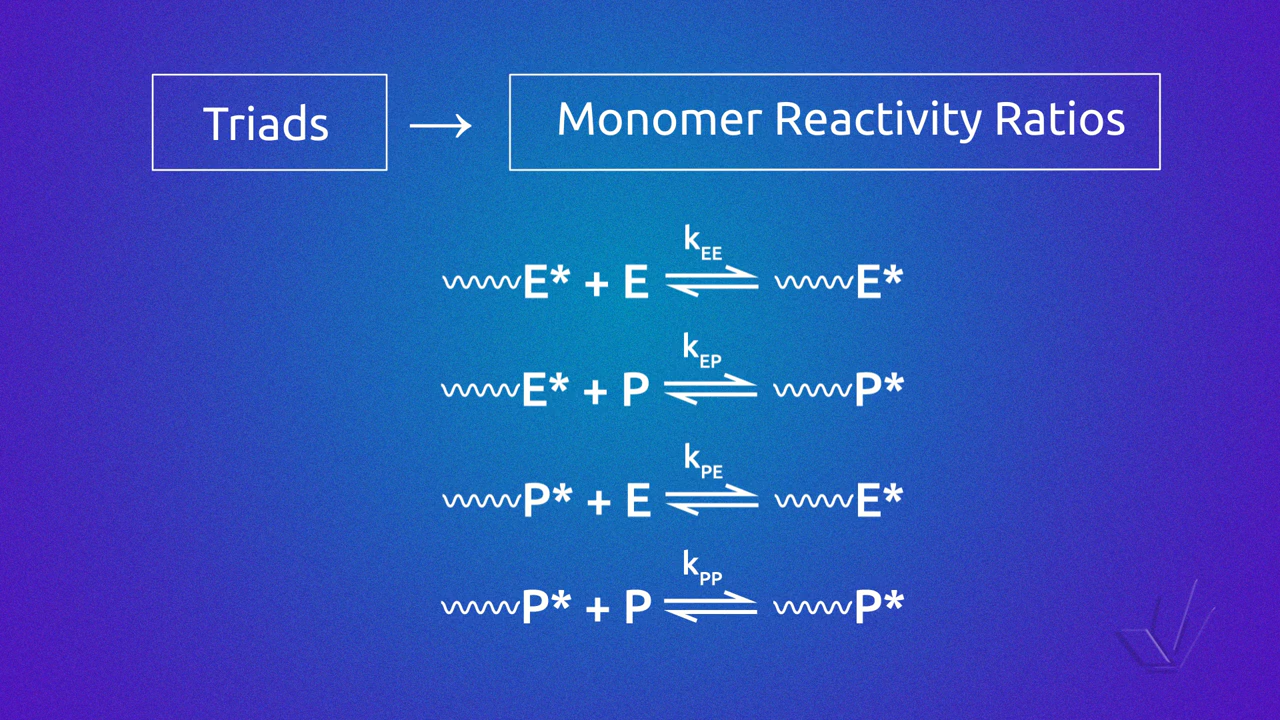 Triads → Monomer Reactivity Ratios
k_EE
E* + E ⇌ E*
k_EP
E* + P ⇌ P*
k_PE
P* + E ⇌ E*
k_PP
P* + P ⇌ P*